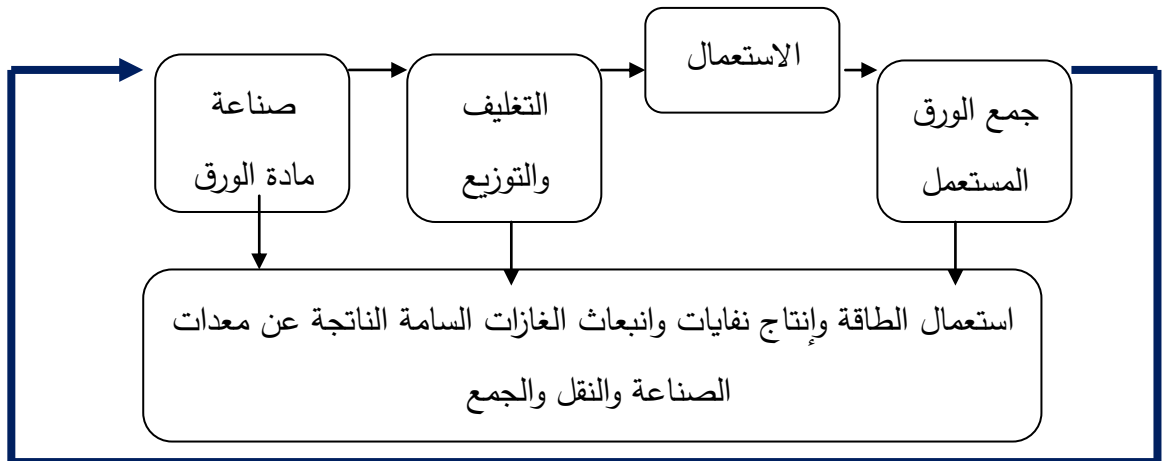 صناعة
مادة الورق
التغليف
والتوزيع
الاستعمال
جمع الورق
المستعمل
استعمال الطاقة وإنتاج نفايات وانبعاث الغازات السامة الناتجة عن معدات
الصناعة والنقل والجمع